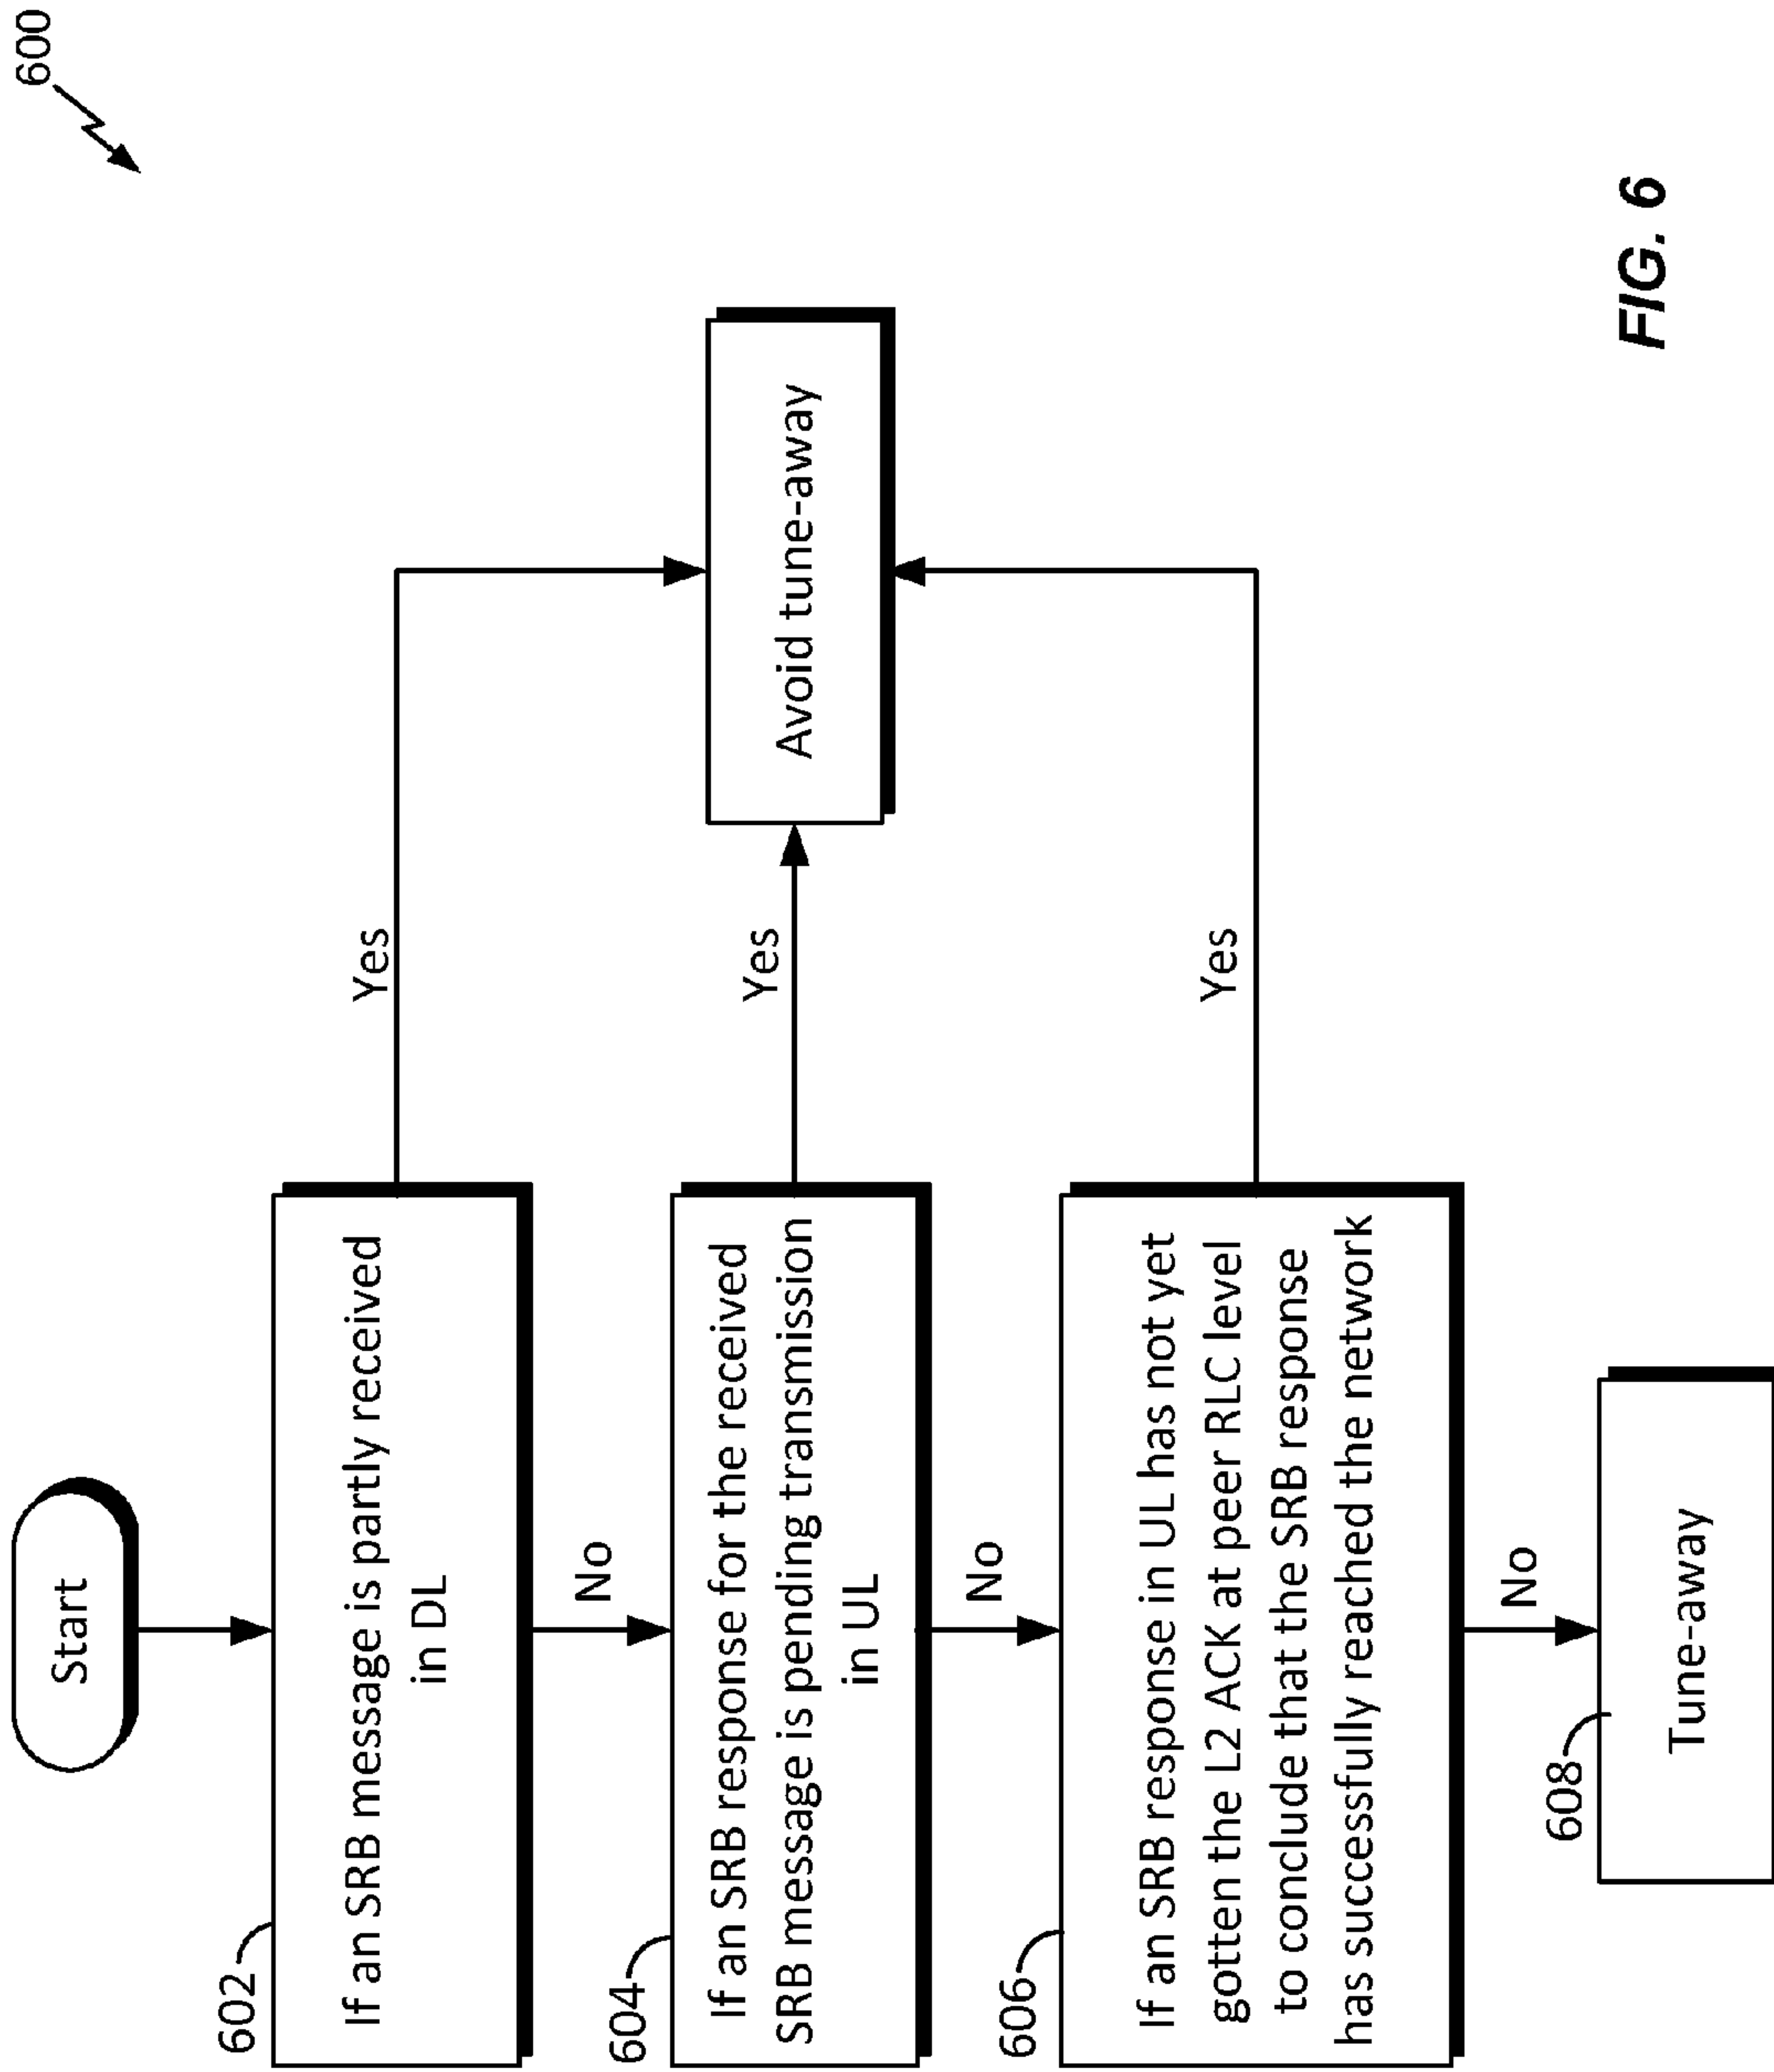 600
Start
602
If an SRB message is partly received
in DL
Yes
No
604
If an SRB response for the received
SRB message is pending transmission
in UL
Yes
Avoid tune-away
No
606
If an SRB response in UL has not yet
gotten the L2 ACK at peer RLC level
to conclude that the SRB response
has successfully reached the network
Yes
No
608
Tune-away
FIG. 6